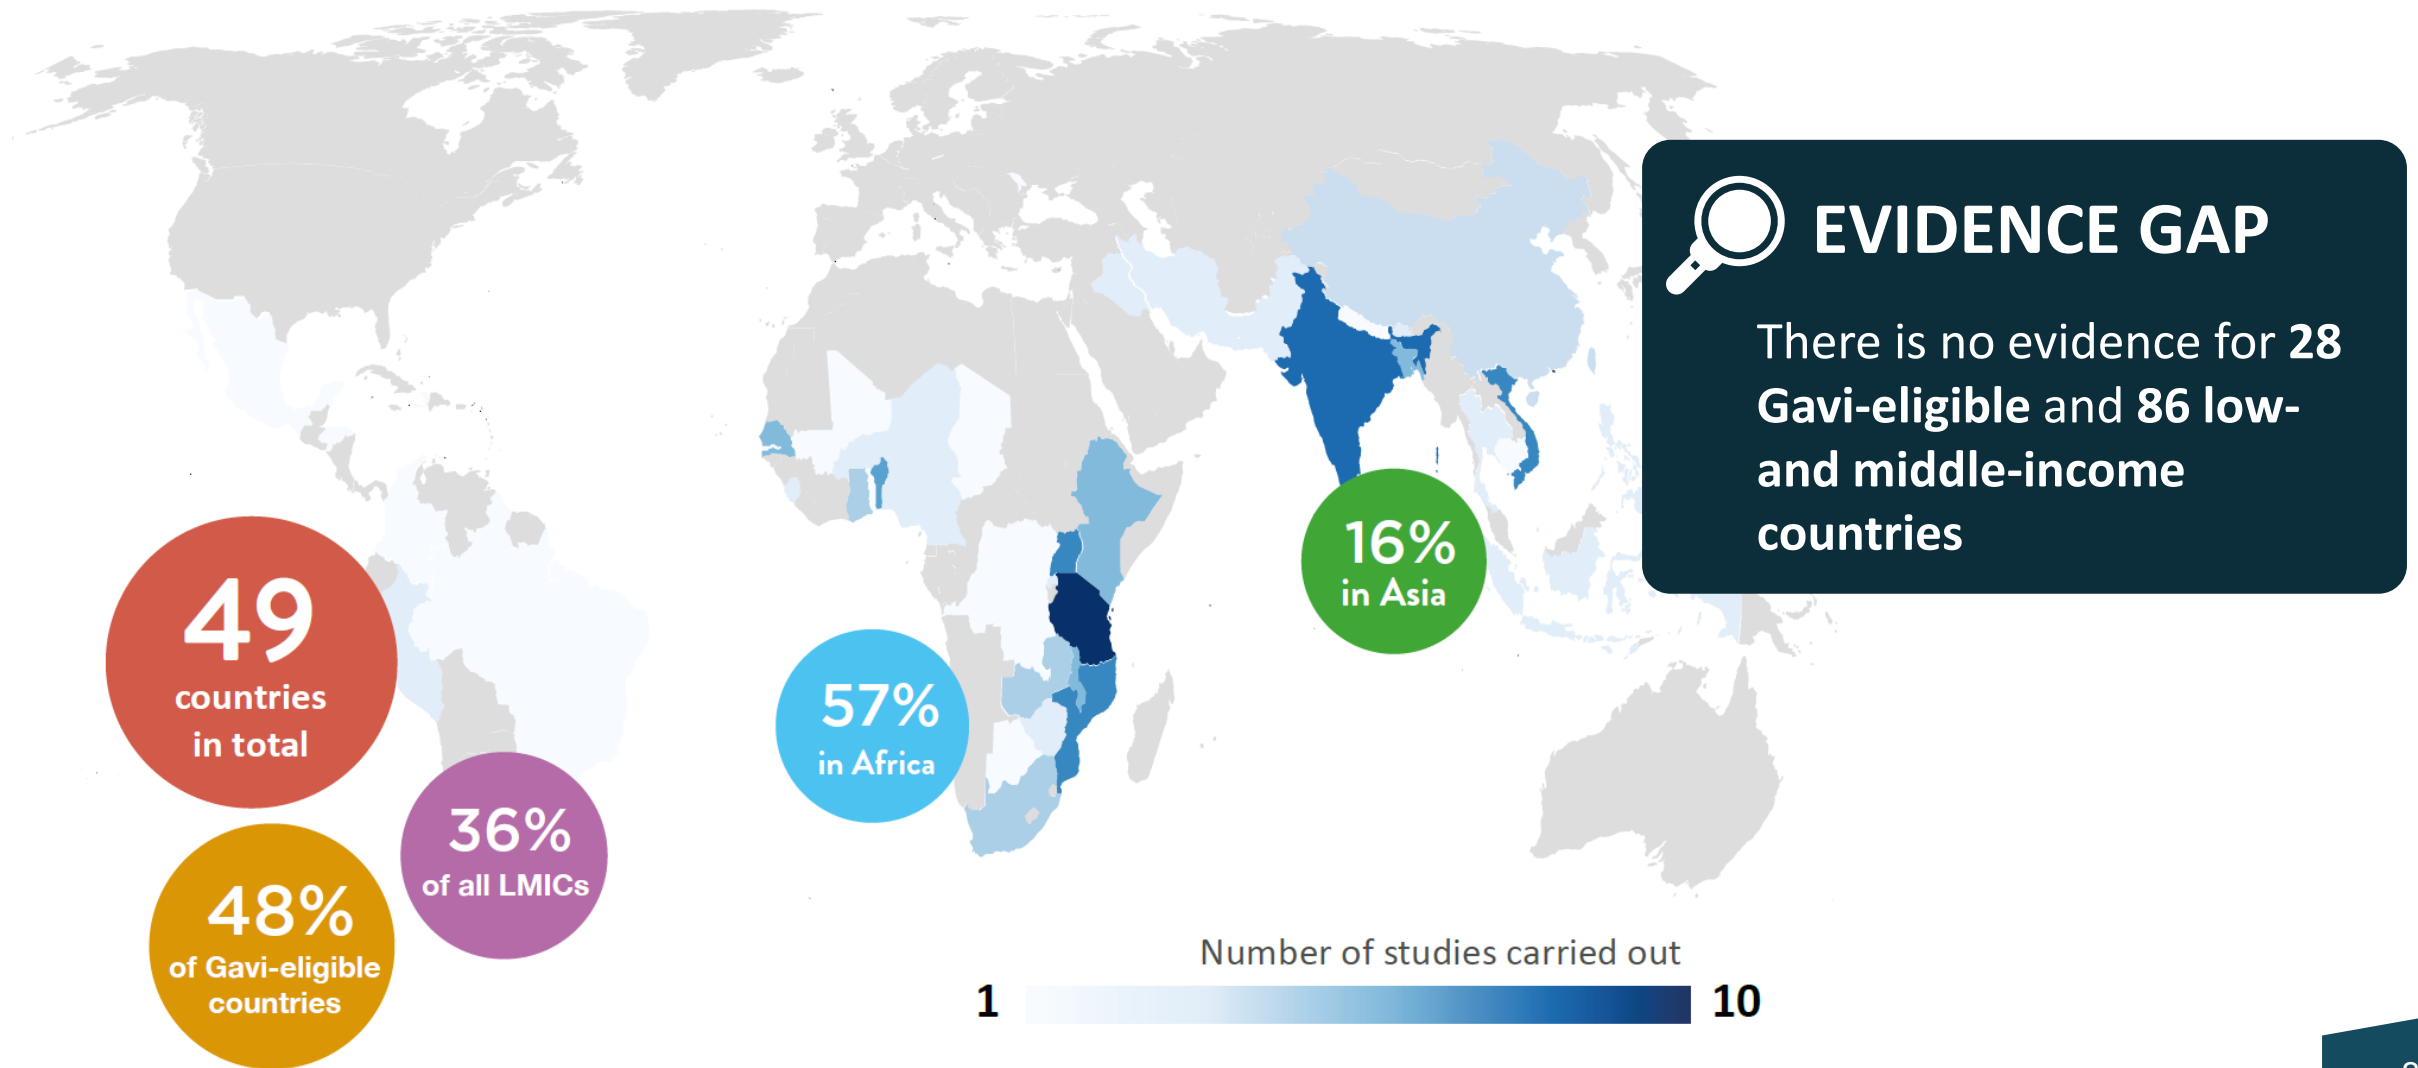 EVIDENCE GAP
There is no evidence for 28
Gavi-eligible and 86 low-
and middle-income
countries
49
countries
in total
36%
of all LMICs
48%
of Gavi-eligible
countries
57%
in Africa
16%
in Asia
Number of studies carried out
1
10